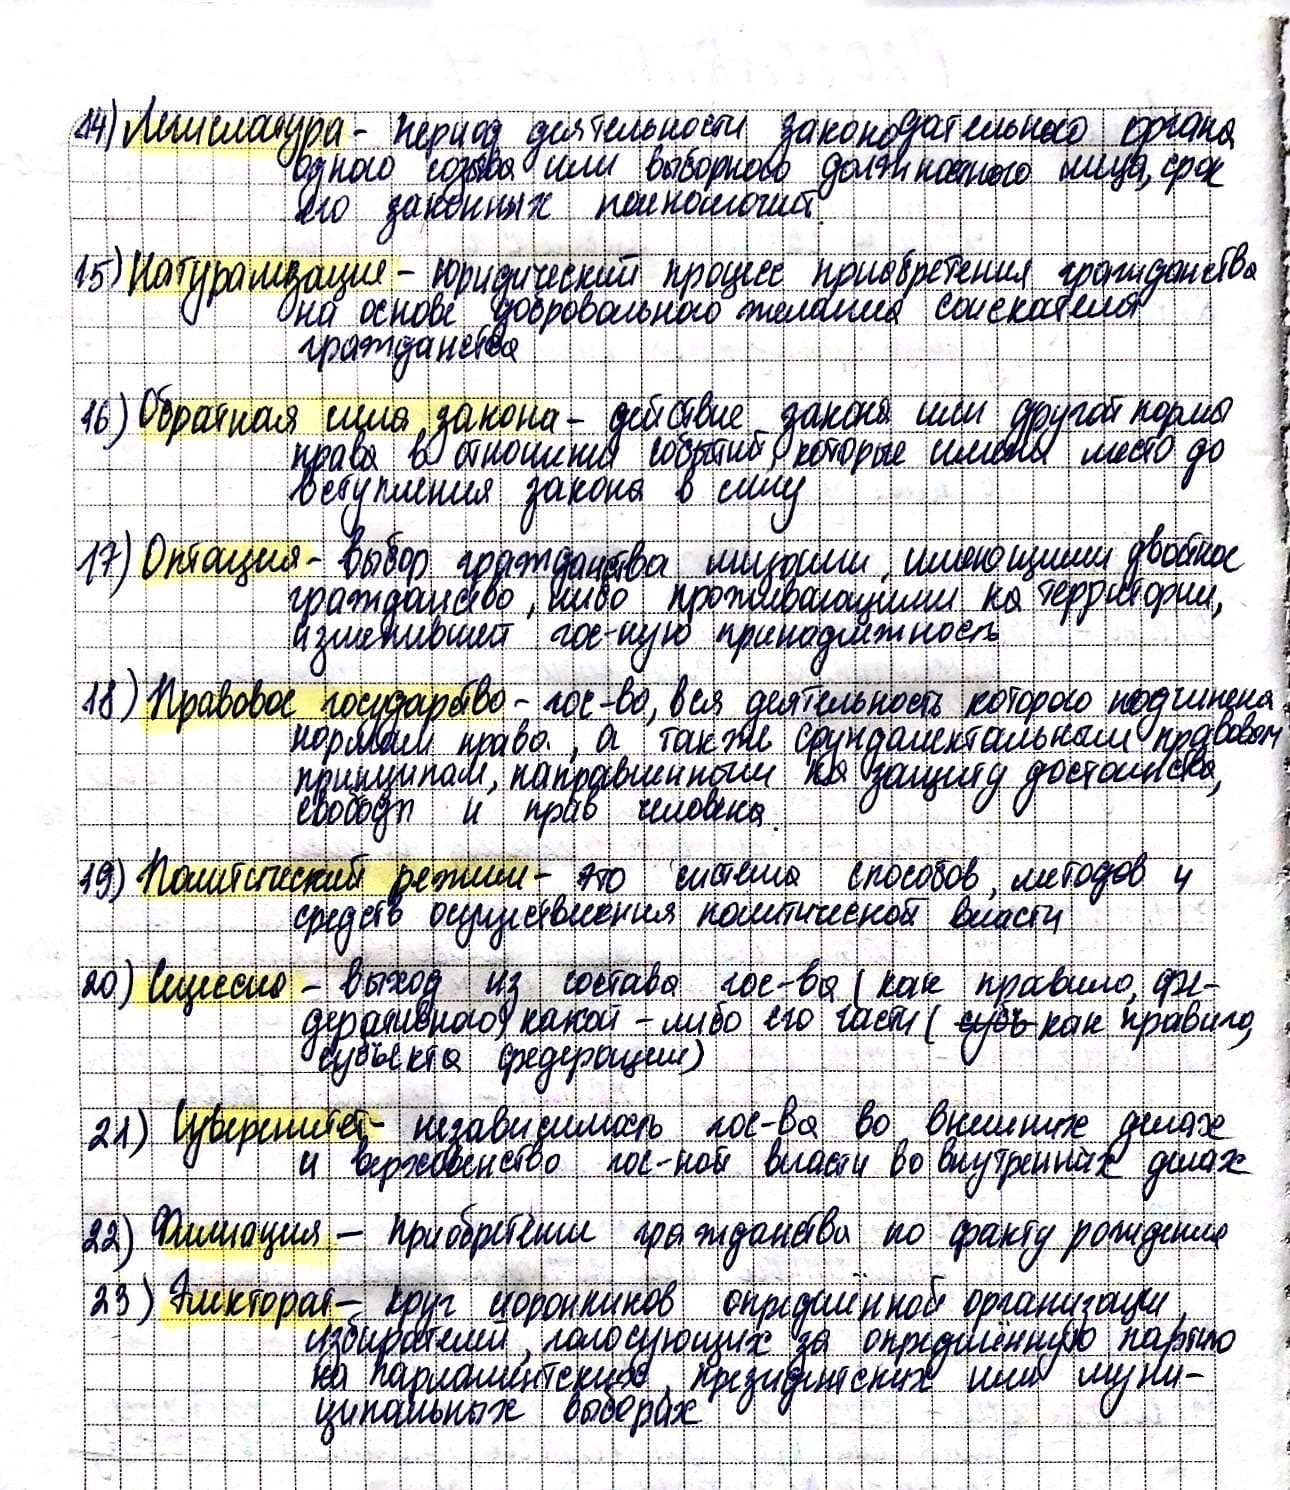 14) Легислатура - период деятельности законодательного органа
одного созыва или выборного должностного лица, срок
его законных полномочий.
15) Натурализация - юридический процесс приобретения гражданства
на основе добровольного желания соискателя
гражданства
16) Обратная сила закона - действие закона или другой нормы
права в отношении событий, которые имели место до
вступления закона в силу
17) Оптация - выбор гражданства лицами, имеющими двойное
гражданство, либо проживающими на территории,
изменившей гос-ную принадлежность
18) Правовое государство - гос-во, вся деятельность которого подчинена
нормам права, а также фундаментальным правовым
принципам, направленным на защиту достоинства,
свободы и прав человека.
19) Политический режим - это система способов, методов и
средств осуществления политической власти
20) Сецессия - выход из состава гос-ва (как правило, фе-
деративного) какой-либо его части (субъ как правило,
субъекта федерации)
21) Суверенитет - независимость гос-ва во внешних делах
и верховенство гос-ной власти во внутренних делах
22) Филиация - приобретение гражданства по факту рождения
23) Электорат - круг сторонников определённой организации,
избирателей, голосующих за определённую партию
на парламентских, президентских или муни-
ципальных выборах